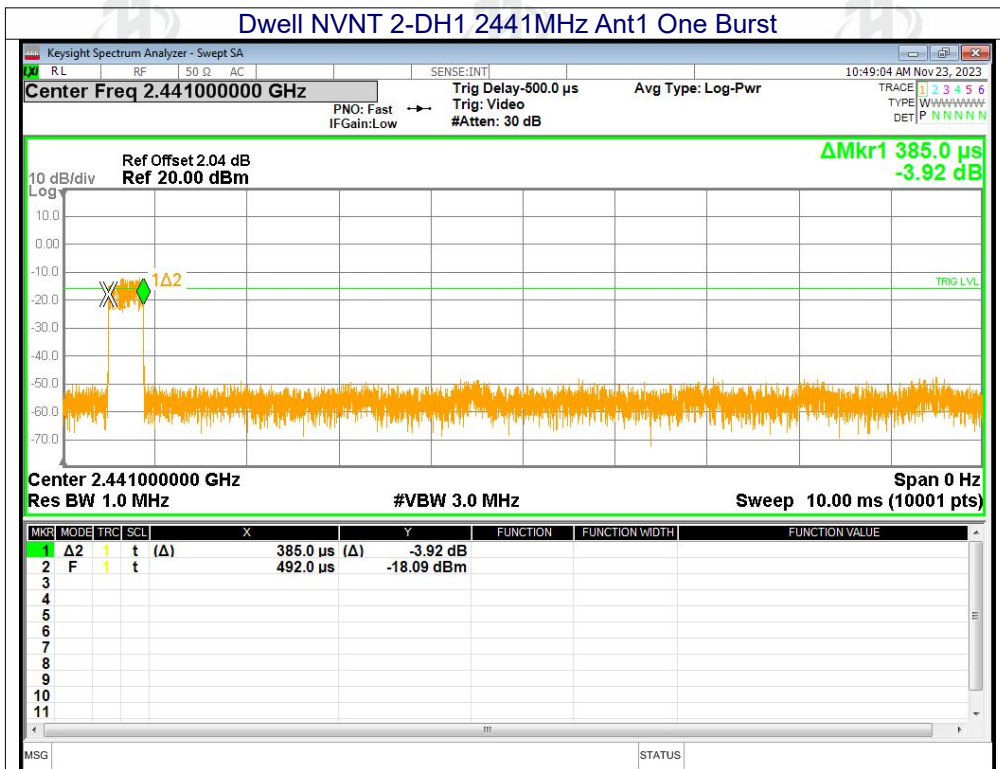 Dwell NVNT 2-DH1 2441MHz Ant1 One Burst
Keysight Spectrum Analyzer - Swept SA
LXI RL RF 50 Ω AC SENSE:INT 10:49:04 AM Nov 23, 2023
Center Freq 2.441000000 GHz
Trig Delay-500.0 µs Avg Type: Log-Pwr TRACE 1 2 3 4 5 6
PNO: Fast Trig: Video TYPE WWWWWWW
IFGain:Low #Atten: 30 dB DET P N N N N N
ΔMkr1 385.0 µs
-3.92 dB
Ref Offset 2.04 dB
10 dB/div Ref 20.00 dBm
Log
10.0
0.00
-10.0
1Δ2
TRIG LVL
-20.0
-30.0
-40.0
-50.0
-60.0
-70.0
Center 2.441000000 GHz Span 0 Hz
Res BW 1.0 MHz #VBW 3.0 MHz Sweep 10.00 ms (10001 pts)
MKR MODE TRC SCL X Y FUNCTION FUNCTION WIDTH FUNCTION VALUE
1 Δ2 1 t (Δ) 385.0 µs (Δ) -3.92 dB
2 F 1 t 492.0 µs -18.09 dBm
3
4
5
6
7
8
9
10
11
MSG STATUS